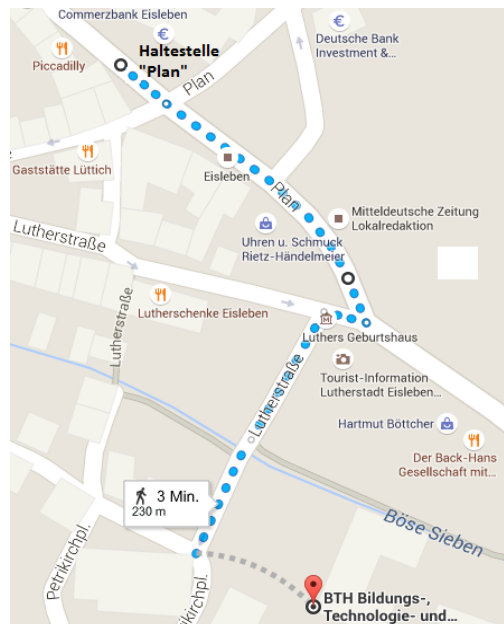 Commerzbank Eisleben
Haltestelle
"Plan"
Deutsche Bank
Investment &...
Piccadilly
Plan
Gaststätte Lüttich
Eisleben
Plan
Mitteldeutsche Zeitung
Lokalredaktion
Lutherstraße
Uhren u. Schmuck
Rietz-Händelmeier
Lutherschenke Eisleben
Luthers Geburtshaus
Lutherstraße
Tourist-Information
Lutherstadt Eisleben...
Lutherstraße
Hartmut Böttcher
Der Back-Hans
Gesellschaft mit...
3 Min.
230 m
Böse Sieben
Petrikirchpl.
Petrikirchpl.
BTH Bildungs-,
Technologie- und...